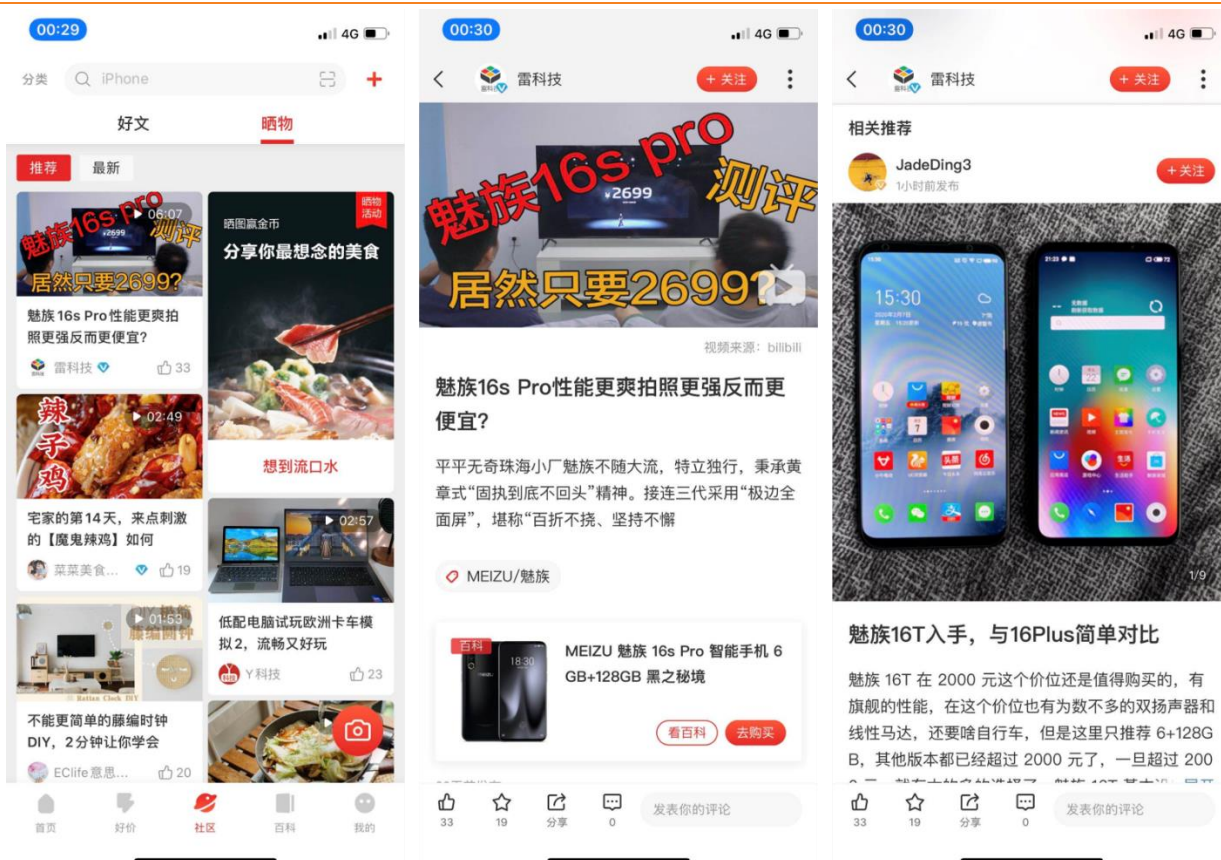 00:29
4G
分类
iPhone
好文
晒物
推荐
最新
魅族16s pro
06:07
¥2699
测评
居然只要2699?
魅族 16s Pro性能更爽拍
照更强反而更便宜?
雷科技
33
晒物
活动
晒图赢金币
分享你最想念的美食
想到流口水
辣
子
鸡
02:49
宅家的第14天，来点刺激
的【魔鬼辣鸡】如何
菜菜美食...
19
02:57
低配电脑试玩欧洲卡车模
拟2，流畅又好玩
Y科技
23
01:53
藤编时钟
Rattan Clock DIY
不能更简单的藤编时钟
DIY，2分钟让你学会
EClife意思...
20
首页
好价
社区
百科
我的
00:30
4G
雷科技
+ 关注
魅族16s pro
¥2699
测评
居然只要2699?
视频来源：bilibili
魅族16s Pro性能更爽拍照更强反而更
便宜?
平平无奇珠海小厂魅族不随大流，特立独行，秉承黄
章式“固执到底不回头”精神。接连三代采用“极边全
面屏”，堪称“百折不挠、坚持不懈
MEIZU/魅族
百科
18:30
MEIZU 魅族 16s Pro 智能手机 6
GB+128GB 黑之秘境
看百科
去购买
33
19
分享
0
发表你的评论
00:30
4G
雷科技
+ 关注
相关推荐
JadeDing3
1小时前发布
+ 关注
15:30
21:23
1/9
魅族16T入手，与16Plus简单对比
魅族 16T 在 2000 元这个价位还是值得购买的，有
旗舰的性能，在这个价位也有为数不多的双扬声器和
线性马达，还要啥自行车，但是这里只推荐 6+128G
B，其他版本都已经超过 2000 元了，一旦超过 200
33
19
分享
0
发表你的评论